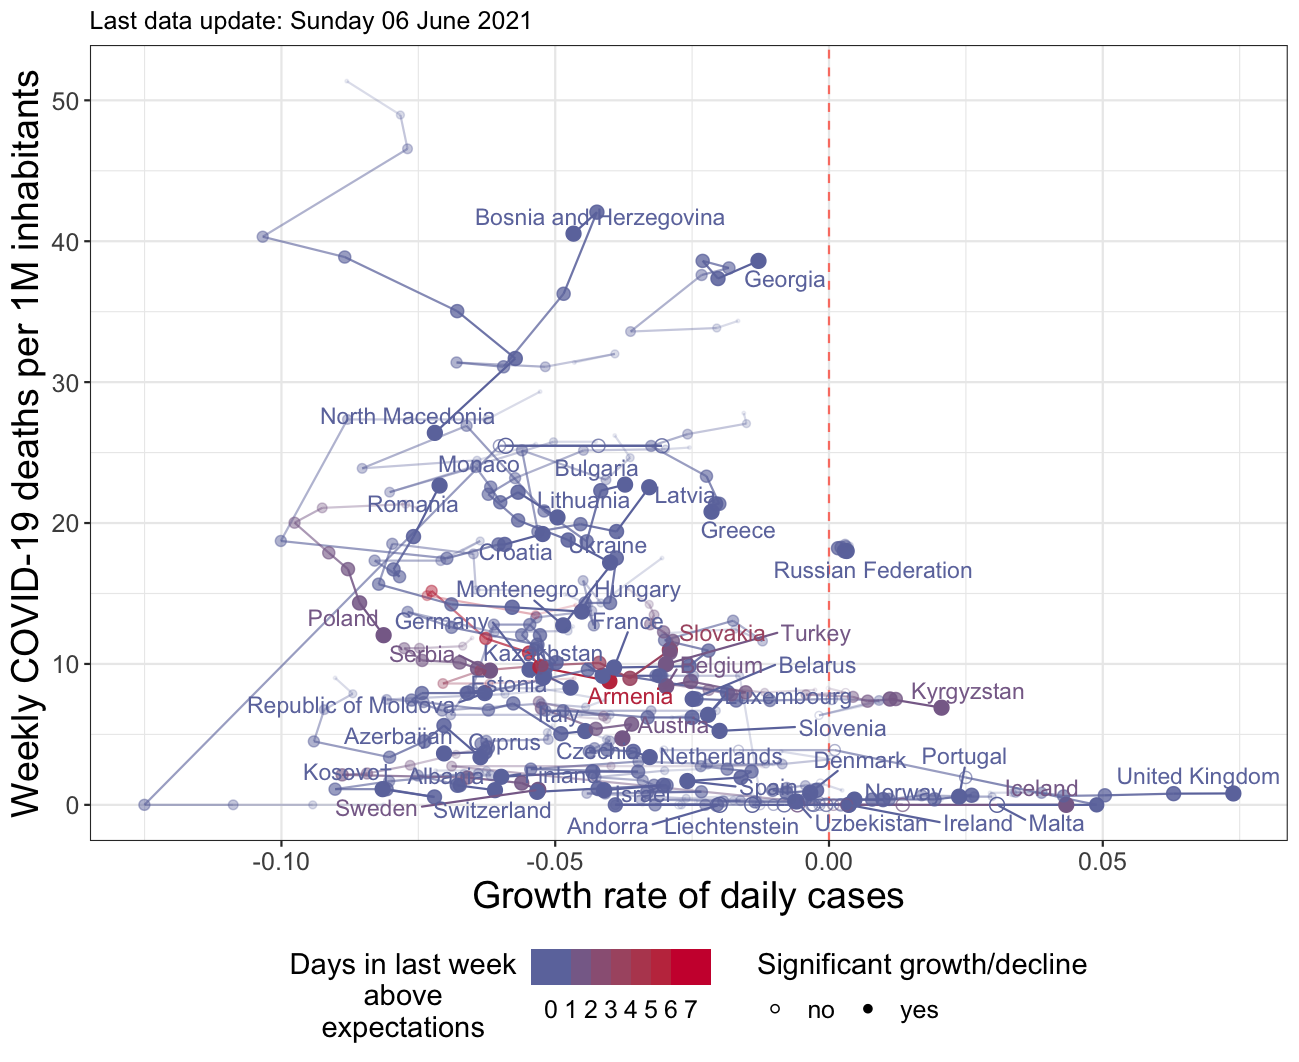 Last data update: Sunday 06 June 2021
Weekly COVID-19 deaths per 1M inhabitants
50
40
30
20
10
0
Bosnia and Herzegovina
Georgia
North Macedonia
Monaco
Bulgaria
Romania
Lithuania
Latvia
Greece
Croatia
Ukraine
Russian Federation
Montenegro
Hungary
Poland
Germany
France
Slovakia
Turkey
Serbia
Kazakhstan
Belgium
Belarus
Estonia
Armenia
Luxembourg
Kyrgyzstan
Republic of Moldova
Italy
Austria
Slovenia
Azerbaijan
Cyprus
Czechia
Netherlands
Denmark
Portugal
Kosovo†
Albania
Finland
Israel
Spain
Norway
Iceland
United Kingdom
Sweden
Switzerland
Andorra
Liechtenstein
Uzbekistan
Ireland
Malta
-0.10
-0.05
0.00
0.05
Growth rate of daily cases
Days in last week
above
expectations
0 1 2 3 4 5 6 7
Significant growth/decline
no
yes